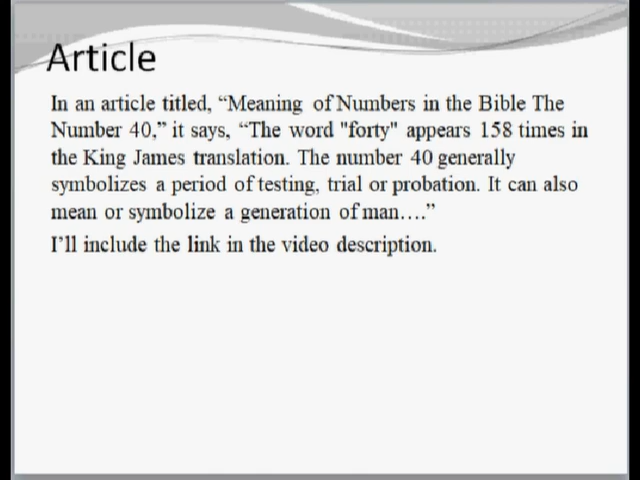 Article
In an article titled, “Meaning of Numbers in the Bible The
Number 40,” it says, “The word "forty" appears 158 times in
the King James translation. The number 40 generally
symbolizes a period of testing, trial or probation. It can also
mean or symbolize a generation of man….”
I’ll include the link in the video description.